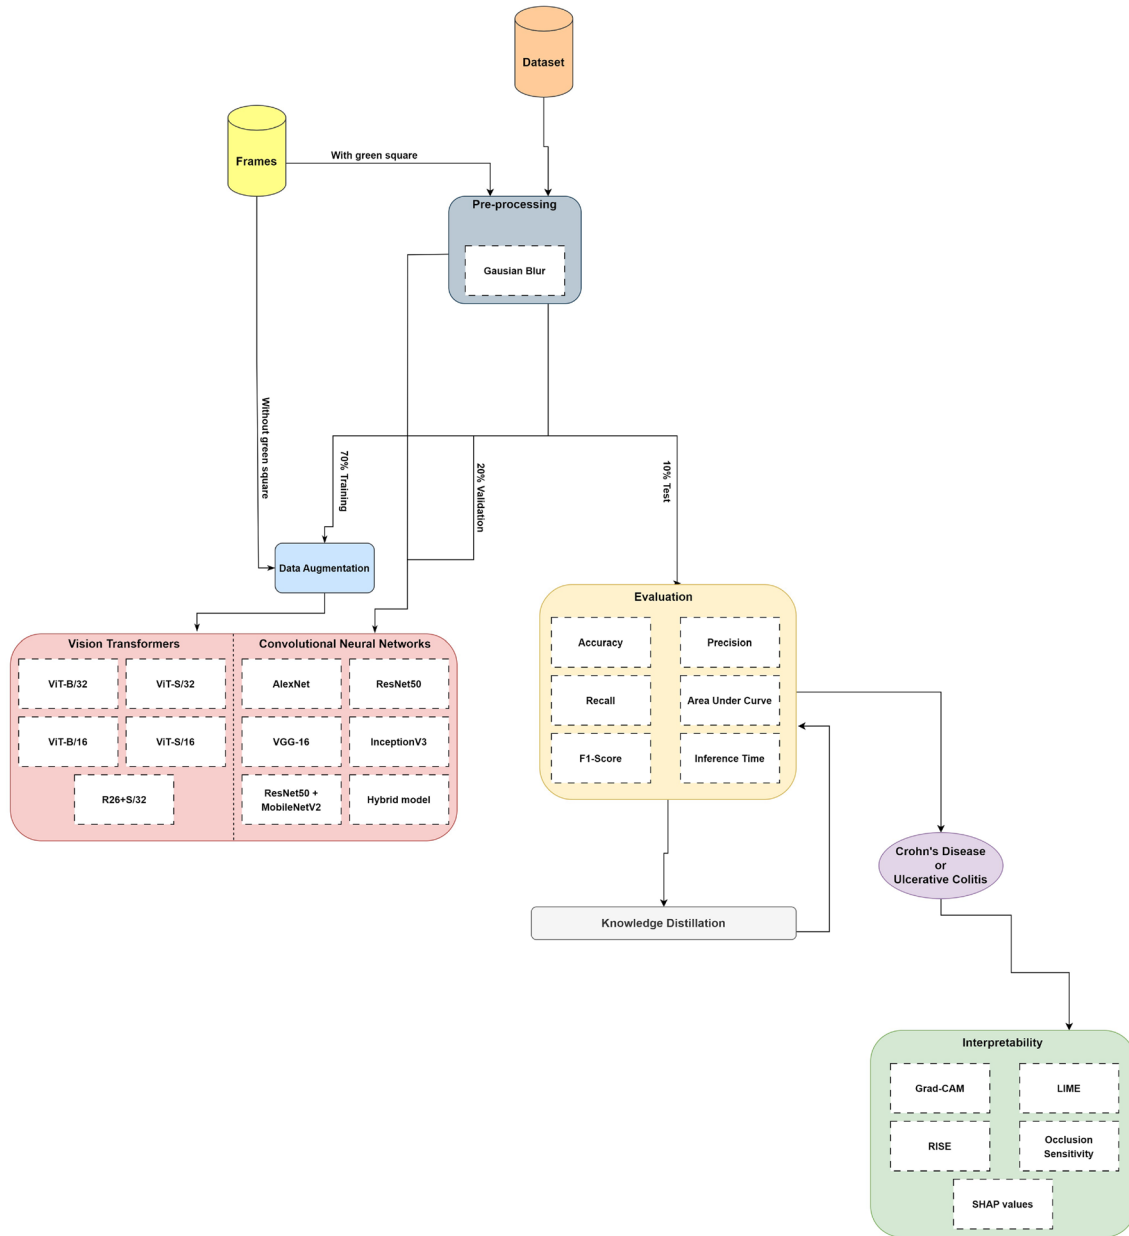 Dataset
Frames
With green square
Pre-processing
Gausian Blur
Without green square
70% Training
20% Validation
10% Test
Data Augmentation
Vision Transformers
Convolutional Neural Networks
ViT-B/32
ViT-S/32
AlexNet
ResNet50
ViT-B/16
ViT-S/16
VGG-16
InceptionV3
R26+S/32
ResNet50 +
MobileNetV2
Hybrid model
Evaluation
Accuracy
Precision
Recall
Area Under Curve
F1-Score
Inference Time
Crohn's Disease
or
Ulcerative Colitis
Knowledge Distillation
Interpretability
Grad-CAM
LIME
RISE
Occlusion
Sensitivity
SHAP values